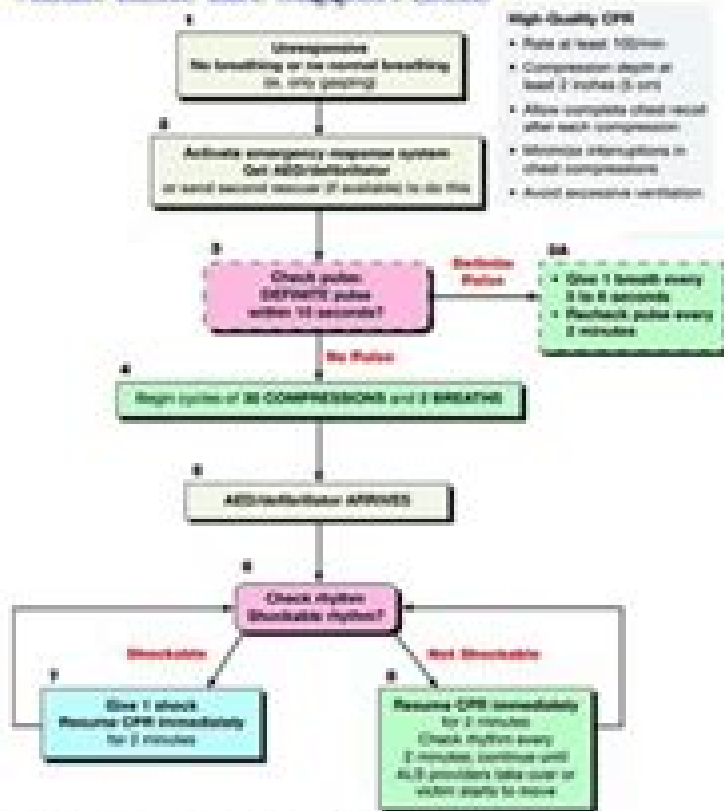 1
Unresponsive
No breathing or no normal breathing
(ie, only gasping)
High-Quality CPR
• Rate at least 100/min
• Compression depth at
least 2 inches (5 cm)
• Allow complete chest recoil
after each compression
• Minimize interruptions in
chest compressions
• Avoid excessive ventilation
2
Activate emergency response system
Get AED/defibrillator
or send second rescuer (if available) to do this
3
Check pulse:
DEFINITE pulse
within 10 seconds?
Definite
Pulse
3A
• Give 1 breath every
5 to 6 seconds
• Recheck pulse every
2 minutes
No Pulse
4
Begin cycles of 30 COMPRESSIONS and 2 BREATHS
5
AED/defibrillator ARRIVES
6
Check rhythm
Shockable rhythm?
Shockable
Not Shockable
7
Give 1 shock
Resume CPR immediately
for 2 minutes
8
Resume CPR immediately
for 2 minutes
Check rhythm every
2 minutes; continue until
ALS providers take over or
victim starts to move